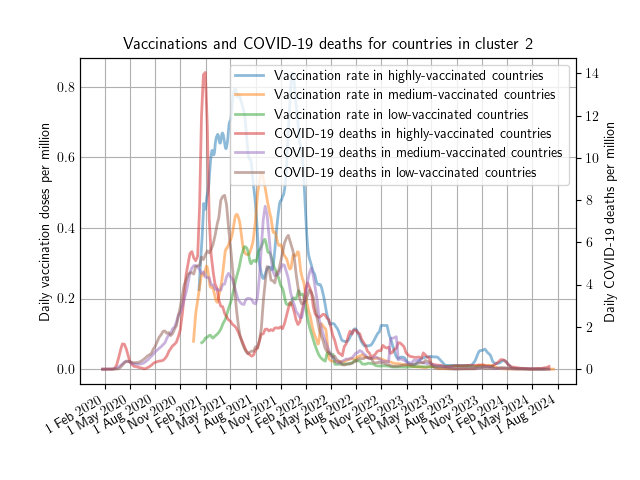 Vaccinations and COVID-19 deaths for countries in cluster 2
Vaccination rate in highly-vaccinated countries
Vaccination rate in medium-vaccinated countries
Vaccination rate in low-vaccinated countries
COVID-19 deaths in highly-vaccinated countries
COVID-19 deaths in medium-vaccinated countries
COVID-19 deaths in low-vaccinated countries
Daily vaccination doses per million
0.8
0.6
0.4
0.2
0.0
14
12
10
8
6
4
2
0
Daily COVID-19 deaths per million
1 Feb 2020
1 May 2020
1 Aug 2020
1 Nov 2020
1 Feb 2021
1 May 2021
1 Aug 2021
1 Nov 2021
1 Feb 2022
1 May 2022
1 Aug 2022
1 Nov 2022
1 Feb 2023
1 May 2023
1 Aug 2023
1 Nov 2023
1 Feb 2024
1 May 2024
1 Aug 2024